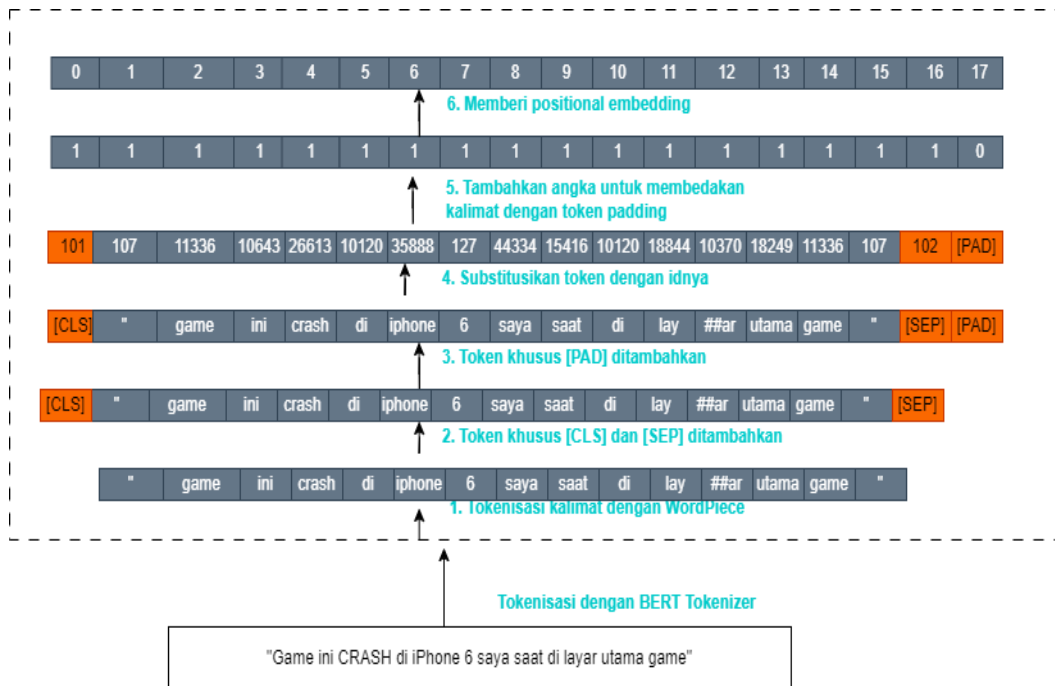 0 1 2 3 4 5 6 7 8 9 10 11 12 13 14 15 16 17
6. Memberi positional embedding
1 1 1 1 1 1 1 1 1 1 1 1 1 1 1 1 1 0
5. Tambahkan angka untuk membedakan
kalimat dengan token padding
101 107 11336 10643 26613 10120 35888 127 44334 15416 10120 18844 10370 18249 11336 107 102 [PAD]
4. Substitusikan token dengan idnya
[CLS] " game ini crash di iphone 6 saya saat di lay ##ar utama game " [SEP] [PAD]
3. Token khusus [PAD] ditambahkan
[CLS] " game ini crash di iphone 6 saya saat di lay ##ar utama game " [SEP]
2. Token khusus [CLS] dan [SEP] ditambahkan
" game ini crash di iphone 6 saya saat di lay ##ar utama game "
1. Tokenisasi kalimat dengan WordPiece
Tokenisasi dengan BERT Tokenizer
"Game ini CRASH di iPhone 6 saya saat di layar utama game"